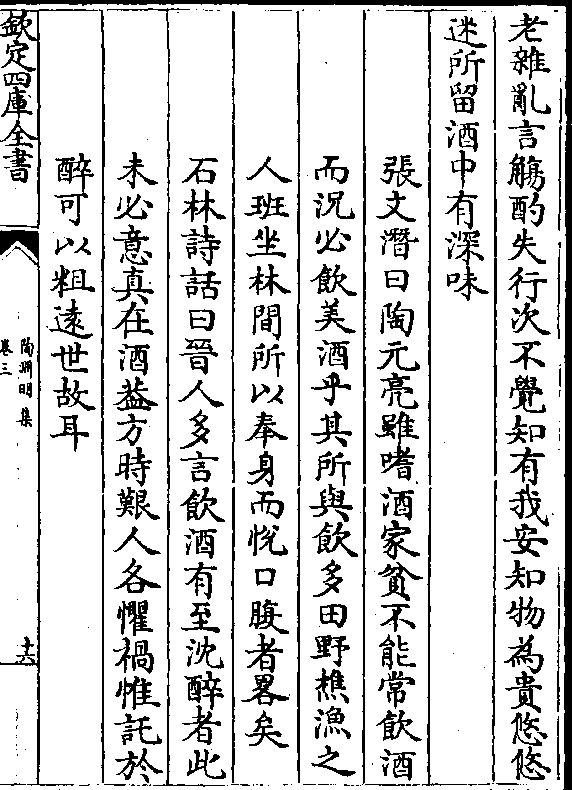 老雜亂言觴酌失行次不覺知有我安知物為貴悠悠
迷所留酒中有深味
張文潛曰陶元亮雖嗜酒家貧不能常飲酒
而況必飲美酒乎其所與飲多田野樵漁之
人班坐林間所以奉身而恱口腹者畧矣
石林詩話曰晉人多言飲酒有至沈醉者此
未必意真在酒葢方時艱人各懼禍惟託於
醉可以粗逺世故耳
欽定四庫全書
陶淵明集
卷三
十六